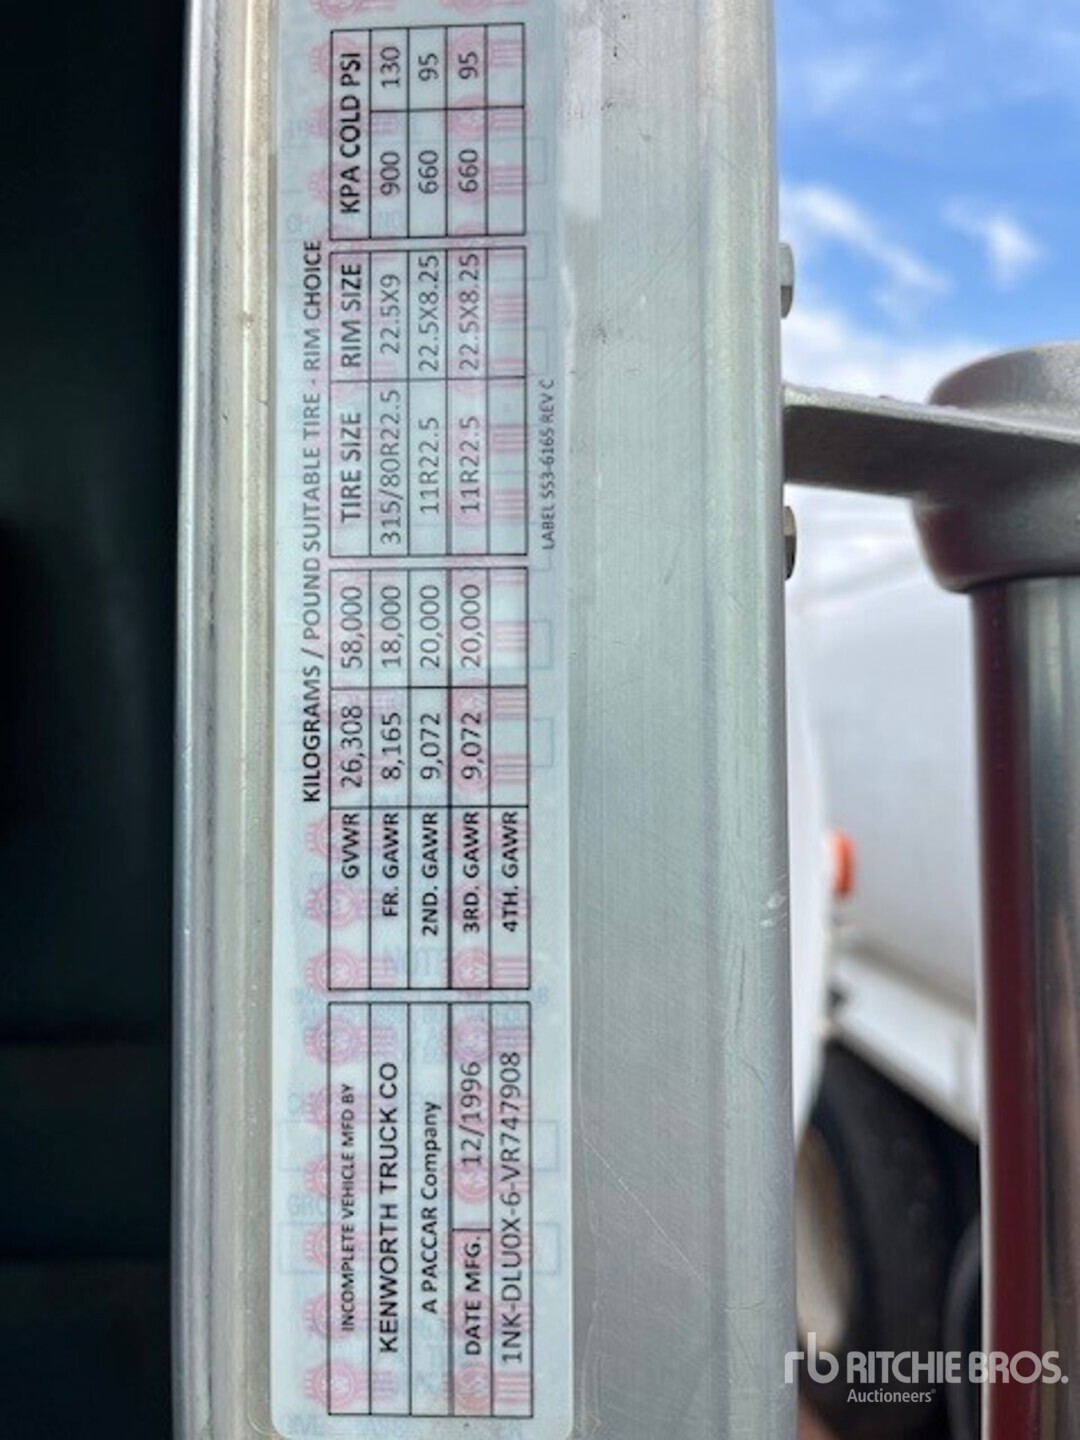 INCOMPLETE VEHICLE MFD BY
KENWORTH TRUCK CO
A PACCAR Company
DATE MFG. 12/1996
1NK-DLU0X-6-VR747908
KILOGRAMS / POUND SUITABLE TIRE - RIM CHOICE
GVWR 26,308 58,000 TIRE SIZE RIM SIZE KPA COLD PSI
FR. GAWR 8,165 18,000 315/80R22.5 22.5X9 900 130
2ND. GAWR 9,072 20,000 11R22.5 22.5X8.25 660 95
3RD. GAWR 9,072 20,000 11R22.5 22.5X8.25 660 95
4TH. GAWR
LABEL S53-6165 REV C
rb RITCHIE BROS.
Auctioneers